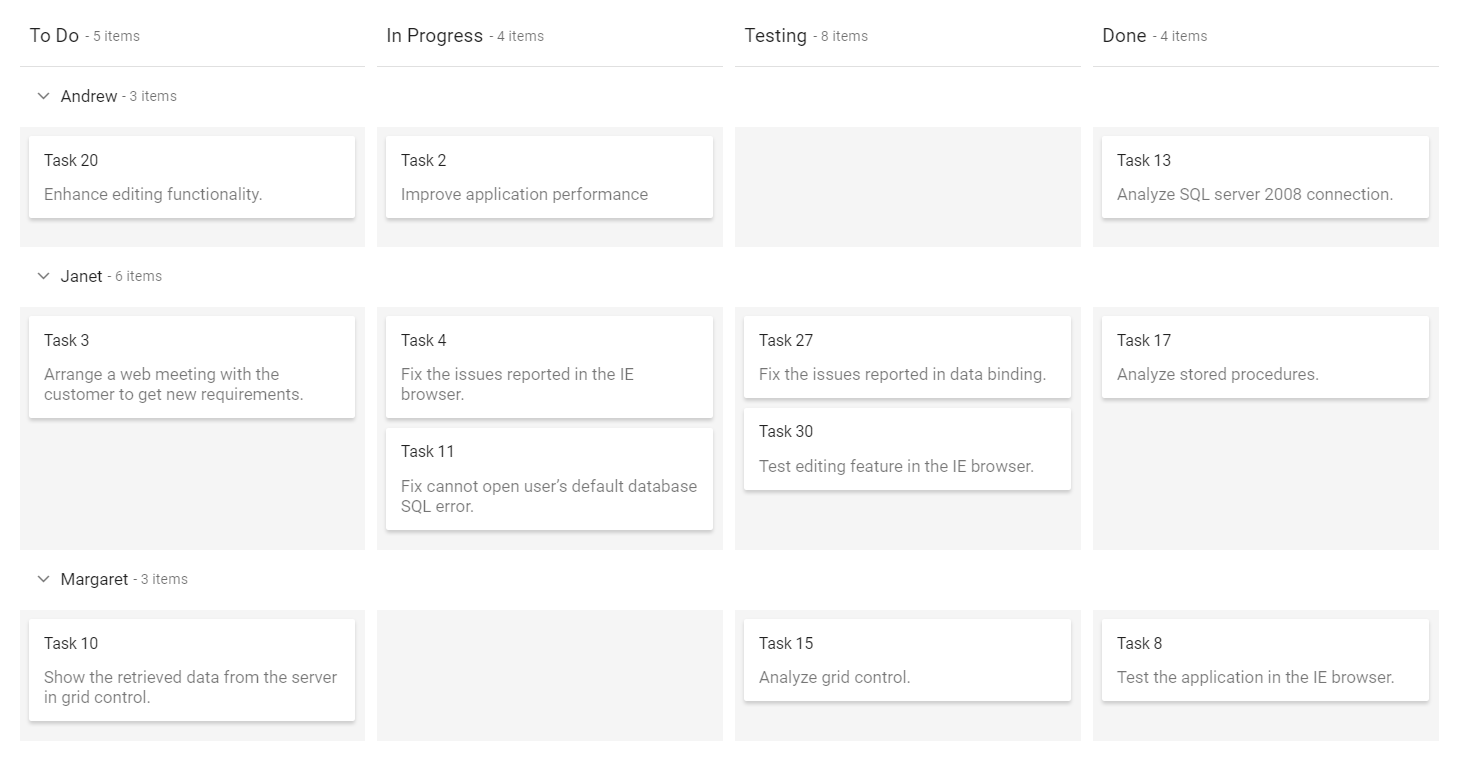 To Do - 5 items
In Progress - 4 items
Testing - 8 items
Done - 4 items
Andrew - 3 items
Task 20
Enhance editing functionality.
Task 2
Improve application performance
Task 13
Analyze SQL server 2008 connection.
Janet - 6 items
Task 3
Arrange a web meeting with the
customer to get new requirements.
Task 4
Fix the issues reported in the IE
browser.
Task 11
Fix cannot open user’s default database
SQL error.
Task 27
Fix the issues reported in data binding.
Task 30
Test editing feature in the IE browser.
Task 17
Analyze stored procedures.
Margaret - 3 items
Task 10
Show the retrieved data from the server
in grid control.
Task 15
Analyze grid control.
Task 8
Test the application in the IE browser.